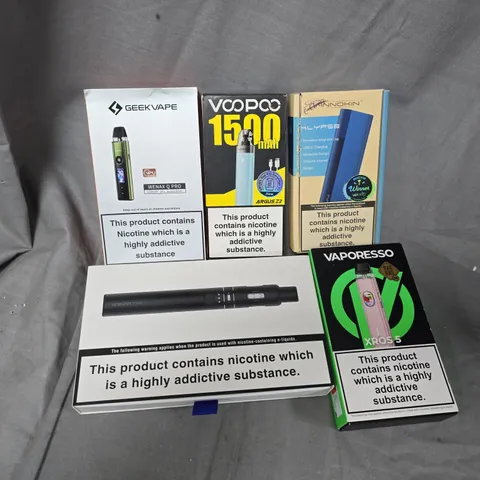 GEEKVAPE
WENAX Q PRO
This product contains
Nicotine which is a
highly addictive
substance
VOOPOO
1500
mAh
ARGUS Z2
This product contains
nicotine which is a
highly addictive
substance.
INNOKIN
KLYPSE
Winner
This product contains
nicotine which is a
highly addictive
substance.
The following warning applies when the product is used with nicotine-containing e-liquids.
This product contains nicotine which
is a highly addictive substance.
VAPORESSO
XROS 5
This product contains
nicotine which is a highly
addictive substance.